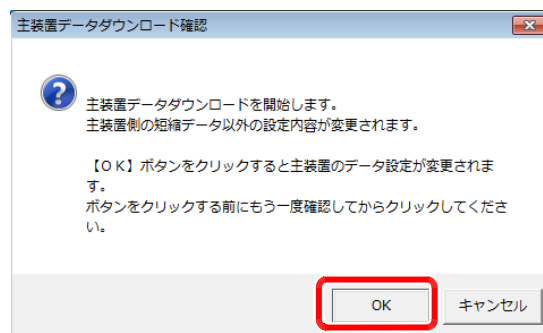 主装置データダウンロード確認
主装置データダウンロードを開始します。
主装置側の短縮データ以外の設定内容が変更されます。
【ＯＫ】ボタンをクリックすると主装置のデータ設定が変更されま
す。
ボタンをクリックする前にもう一度確認してからクリックしてくださ
い。
OK
キャンセル